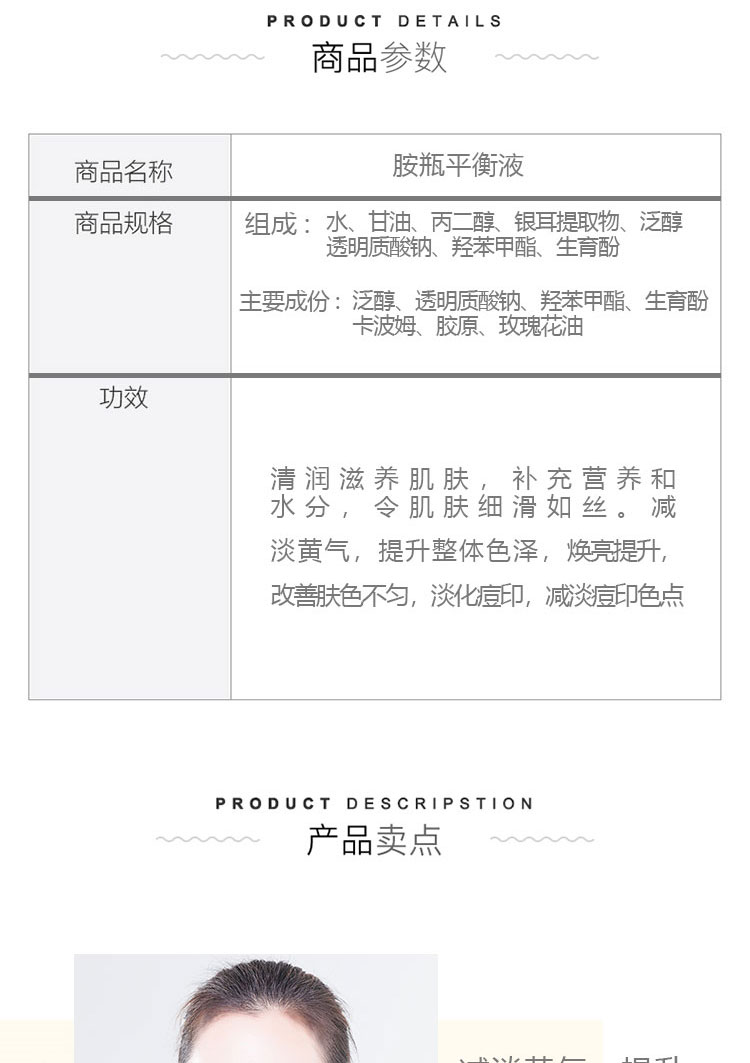 PRODUCT DETAILS
商品参数
商品名称
胺瓶平衡液
商品规格
组成：水、甘油、丙二醇、银耳提取物、泛醇
透明质酸钠、羟苯甲酯、生育酚
主要成份：泛醇、透明质酸钠、羟苯甲酯、生育酚
卡波姆、胶原、玫瑰花油
功效
清润滋养肌肤，补充营养和
水分，令肌肤细滑如丝。减
淡黄气，提升整体色泽，焕亮提升，
改善肤色不匀，淡化痘印，减淡痘印色点
PRODUCT DESCRIPSTION
产品卖点